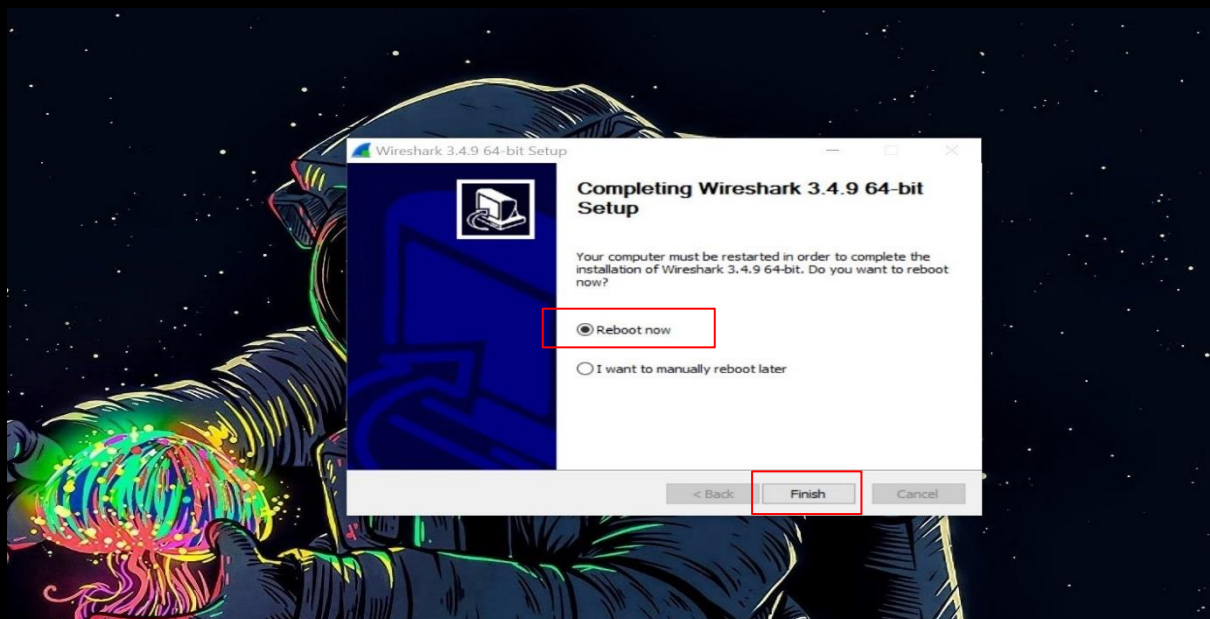 Wireshark 3.4.9 64-bit Setup
Completing Wireshark 3.4.9 64-bit
Setup
Your computer must be restarted in order to complete the
installation of Wireshark 3.4.9 64-bit. Do you want to reboot
now?
Reboot now
I want to manually reboot later
< Back Finish Cancel